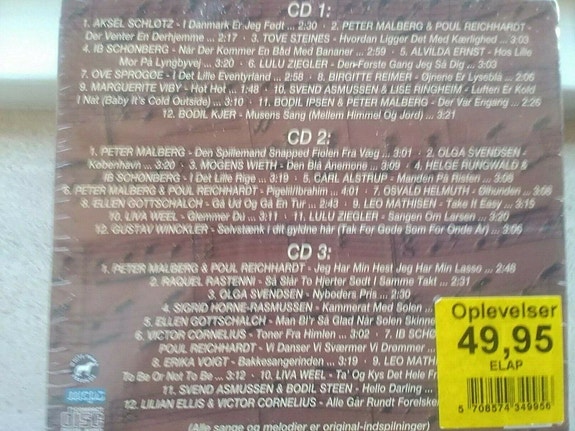 CD 1:
1. AKSEL SCHIØTZ - I Danmark Er Jeg Født ... 2:30 · 2. PETER MALBERG & POUL REICHHARDT -
Der Venter En Derhjemme ... 2:17 · 3. TOVE STEINES - Hvordan Ligger Det Med Kærlighed ... 3:03
4. IB SCHØNBERG - Når Der Kommer En Båd Med Bananer ... 2:59 · 5. ALVILDA ERNST - Hos Lille
Mor På Lyngbyvej ... 3:20 · 6. LULU ZIEGLER - Den Første Gang Jeg Så Dig ... 3:03
7. OVE SPROGØE - I Det Lille Eventyrland ... 2:58 · 8. BIRGITTE REIMER - Øjnene Er Lyseblå ... 2:06
9. MARGUERITE VIBY - Hot Hot ... 3:10 · 10. SVEND ASMUSSEN & LISE RINGHEIM - Luften Er Kold
I Nat (Baby It's Cold Outside) ... 3:19 · 11. BODIL IPSEN & PETER MALBERG - Der Var Engang ... 2:26
12. BODIL KJER - Musens Sang (Mellem Himmel Og Jord) ... 3:21
CD 2:
1. PETER MALBERG - Den Spillemand Snapped Fiolen Fra Væg ... 3:01 · 2. OLGA SVENDSEN -
København ... 3:20 · 3. MOGENS WIETH - Den Blå Anemone ... 3:09 · 4. HELGE RUNGWALD &
IB SCHØNBERG - I Det Lille Rige ... 3:19 · 5. CARL ALSTRUP - Manden På Risten ... 3:06
6. PETER MALBERG & POUL REICHHARDT - Pigelillibrahim ... 4:01 · 7. OSVALD HELMUTH - Ølhunden ... 3:06
8. ELLEN GOTTSCHALCH - Gå Ud Og Gå En Tur ... 2:43 · 9. LEO MATHISEN - Take It Easy ... 3:15
10. LIVA WEEL - Glemmer Du ... 3:11 · 11. LULU ZIEGLER - Sangen Om Larsen ... 3:20
12. GUSTAV WINCKLER - Sølvstænk i dit gyldne hår (Tak For Gode Som For Onde År) ... 3:06
CD 3:
1. PETER MALBERG & POUL REICHHARDT - Jeg Har Min Hest Jeg Har Min Lasso ... 2:46
2. RAQUEL RASTENNI - Så Slår To Hjerter Sødt I Samme Takt ... 2:31
3. OLGA SVENDSEN - Nyboders Pris ... 2:30
4. SIGRID HORNE-RASMUSSEN - Kammerat Med Solen
5. ELLEN GOTTSCHALCH - Man Bli'r Så Glad Når Solen Skinne
6. VICTOR CORNELIUS - Toner Fra Himlen ... 3:02 · 7. IB SCHØ
POUL REICHHARDT - Vi Danser Vi Sværmer Vi Drømmer
8. ERIKA VOIGT - Bakkesangerinden ... 3:19 · 9. LEO MATH
To Be Or Not To Be ... 3:12 · 10. LIVA WEEL - Ta' Og Kys Det Hele Fr
11. SVEND ASMUSSEN & BODIL STEEN - Hello Darling ...
12. LILIAN ELLIS & VICTOR CORNELIUS - Alle Går Rundt Forelsket
(Alle sange og melodier er original-indspilninger)
COMPACT
disc
Oplevelser
49,95
ELAP
5 708574 349956